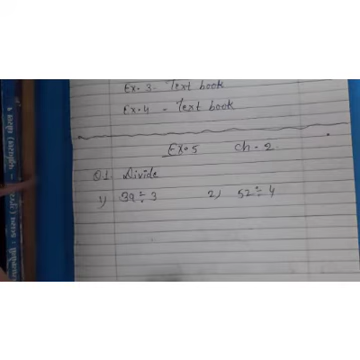 Ex. 3 - Text book
Ex. 4 - Text book
Ex. 5 Ch - 2
Q1. Divide
1) 39 ÷ 3 2) 52 ÷ 4